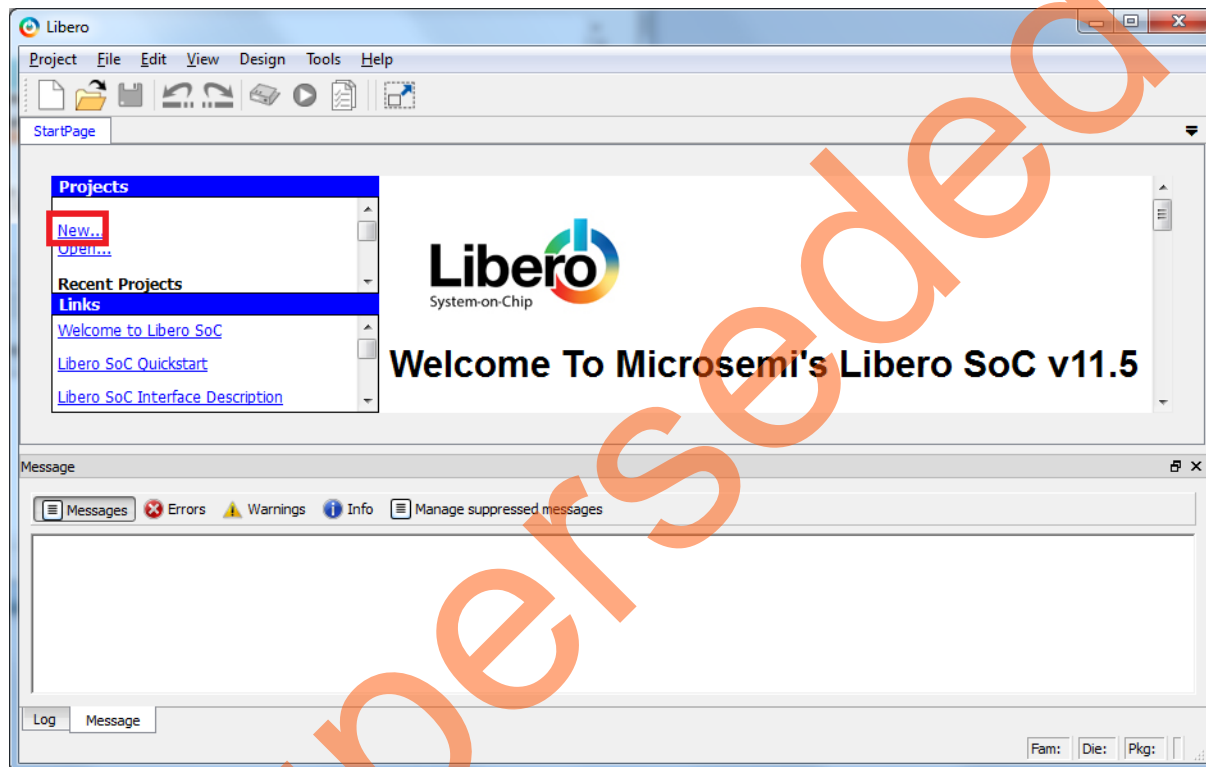 Libero
Project File Edit View Design Tools Help
StartPage
Projects
New...
Open...
Recent Projects
Links
Welcome to Libero SoC
Libero SoC Quickstart
Libero SoC Interface Description
Libero
System-on-Chip
Welcome To Microsemi's Libero SoC v11.5
Message
Messages Errors Warnings Info Manage suppressed messages
Log Message
Fam: Die: Pkg:
perseded